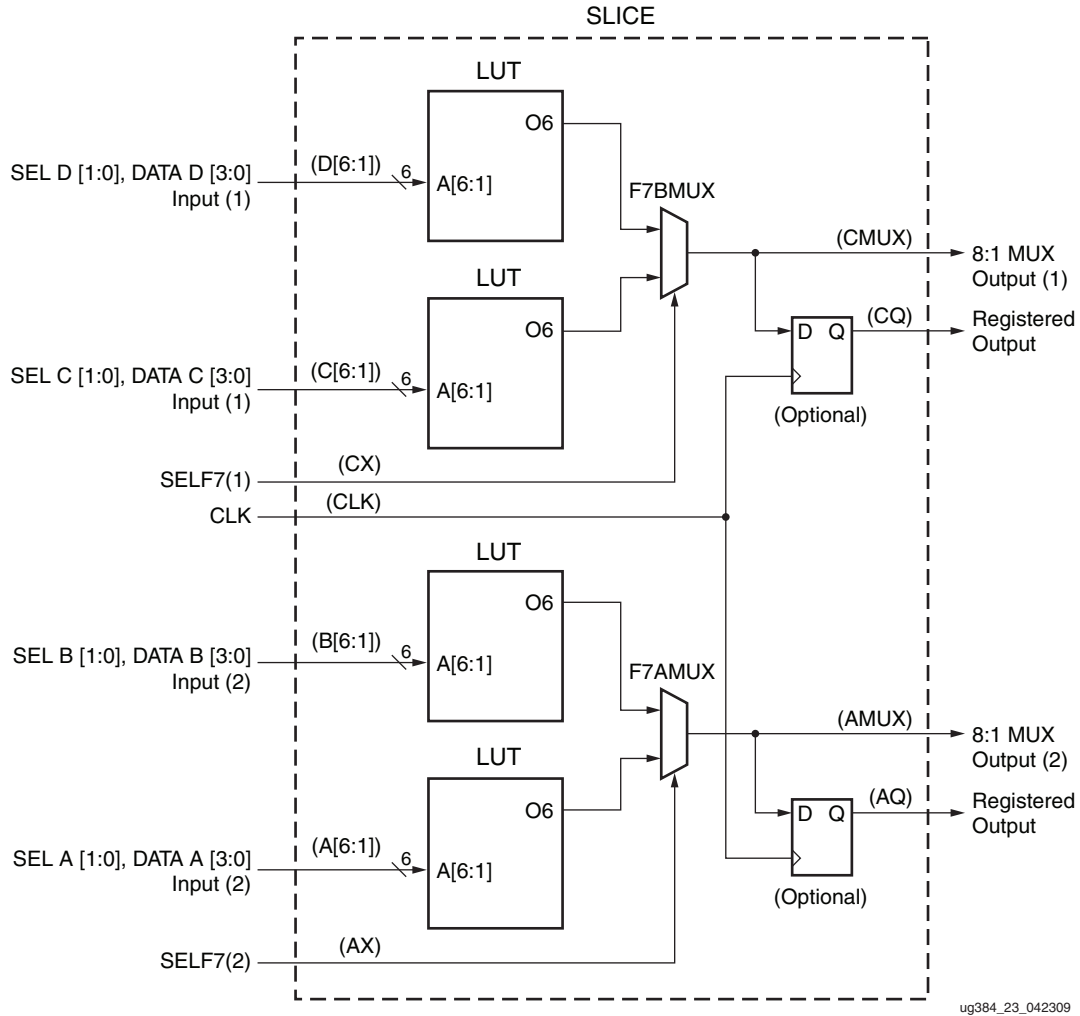 SLICE
LUT
O6
SEL D [1:0], DATA D [3:0]
Input (1)
(D[6:1])
6
A[6:1]
F7BMUX
(CMUX)
8:1 MUX
Output (1)
LUT
O6
D Q
(CQ)
Registered
Output
SEL C [1:0], DATA C [3:0]
Input (1)
(C[6:1])
6
A[6:1]
(Optional)
SELF7(1)
(CX)
CLK
(CLK)
LUT
O6
SEL B [1:0], DATA B [3:0]
Input (2)
(B[6:1])
6
A[6:1]
F7AMUX
(AMUX)
8:1 MUX
Output (2)
LUT
O6
D Q
(AQ)
Registered
Output
SEL A [1:0], DATA A [3:0]
Input (2)
(A[6:1])
6
A[6:1]
(Optional)
SELF7(2)
(AX)
ug384_23_042309